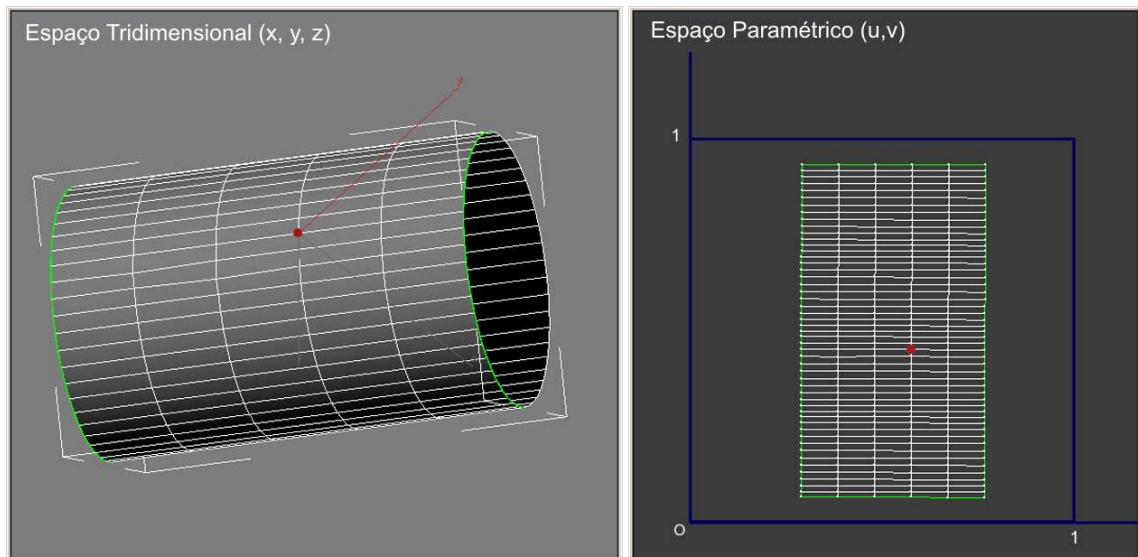 Espaço Tridimensional (x, y, z)
y
Espaço Paramétrico (u,v)
1
O
1